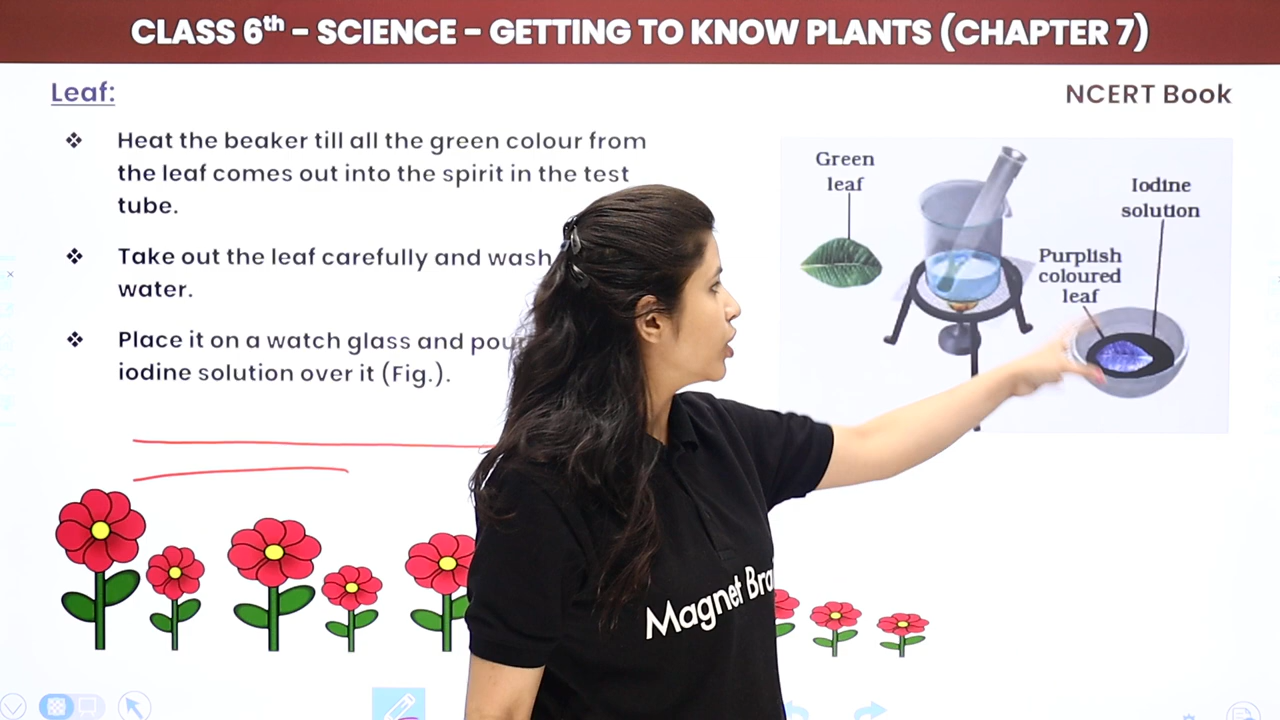 CLASS 6th – SCIENCE – GETTING TO KNOW PLANTS (CHAPTER 7)
Leaf:
NCERT Book
❖ Heat the beaker till all the green colour from
the leaf comes out into the spirit in the test
tube.
❖ Take out the leaf carefully and wash
water.
❖ Place it on a watch glass and pour
iodine solution over it (Fig.).
Green
leaf
Iodine
solution
Purplish
coloured
leaf
Magnet